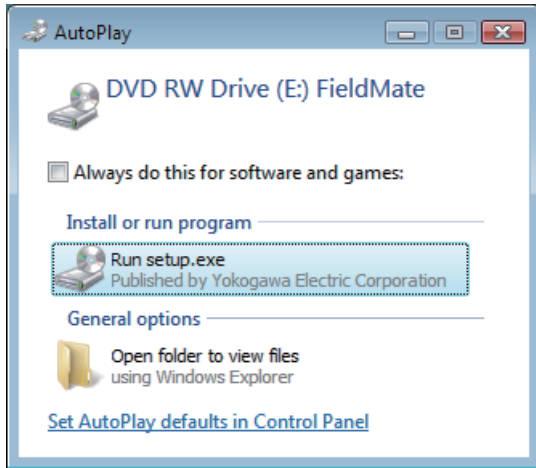 AutoPlay
DVD RW Drive (E:) FieldMate
Always do this for software and games:
Install or run program
Run setup.exe
Published by Yokogawa Electric Corporation
General options
Open folder to view files
using Windows Explorer
Set AutoPlay defaults in Control Panel